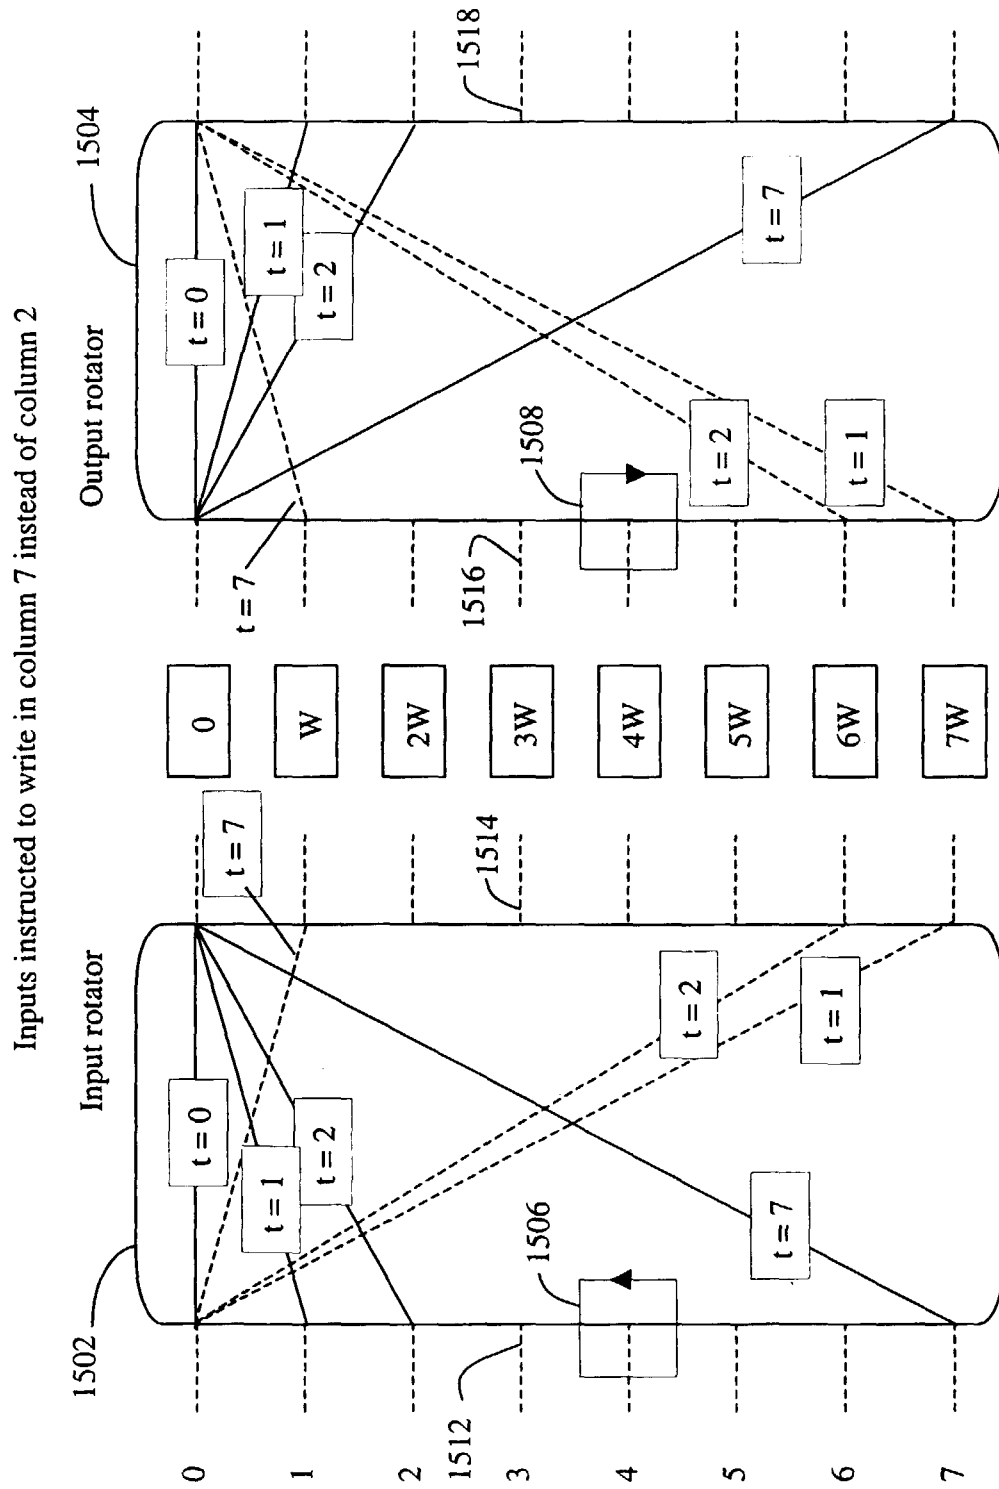 Inputs instructed to write in column 7 instead of column 2
Input rotator
Output rotator
1502
1504
t = 0
t = 1
t = 2
t = 7
t = 7
t = 2
t = 1
1506
1512
1514
0
1
2
3
4
5
6
7
0
W
2W
3W
4W
5W
6W
7W
t = 0
t = 1
t = 2
t = 7
t = 7
t = 2
t = 1
1508
1516
1518